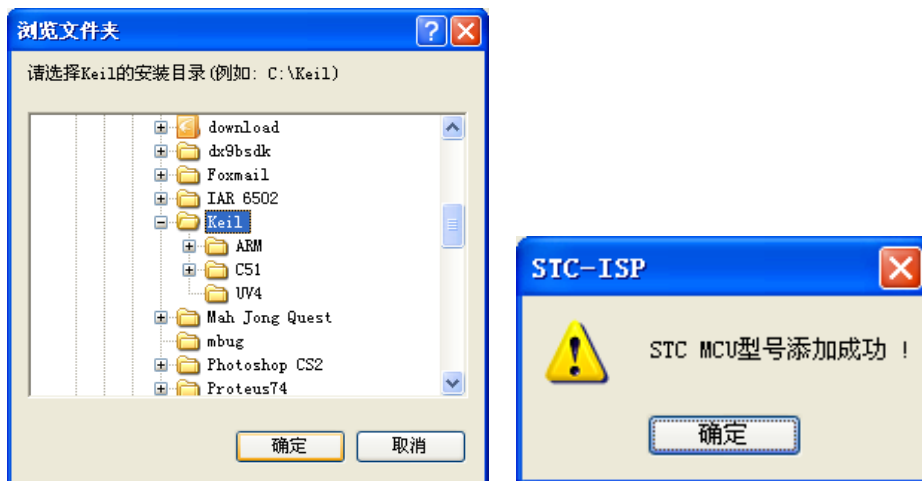 浏览文件夹
请选择Keil的安装目录(例如: C:\Keil)
download
dx9bsdk
Foxmail
IAR 6502
Keil
ARM
C51
UV4
Mah Jong Quest
mbug
Photoshop CS2
Proteus74
确定
取消
STC-ISP
STC MCU型号添加成功 !
确定